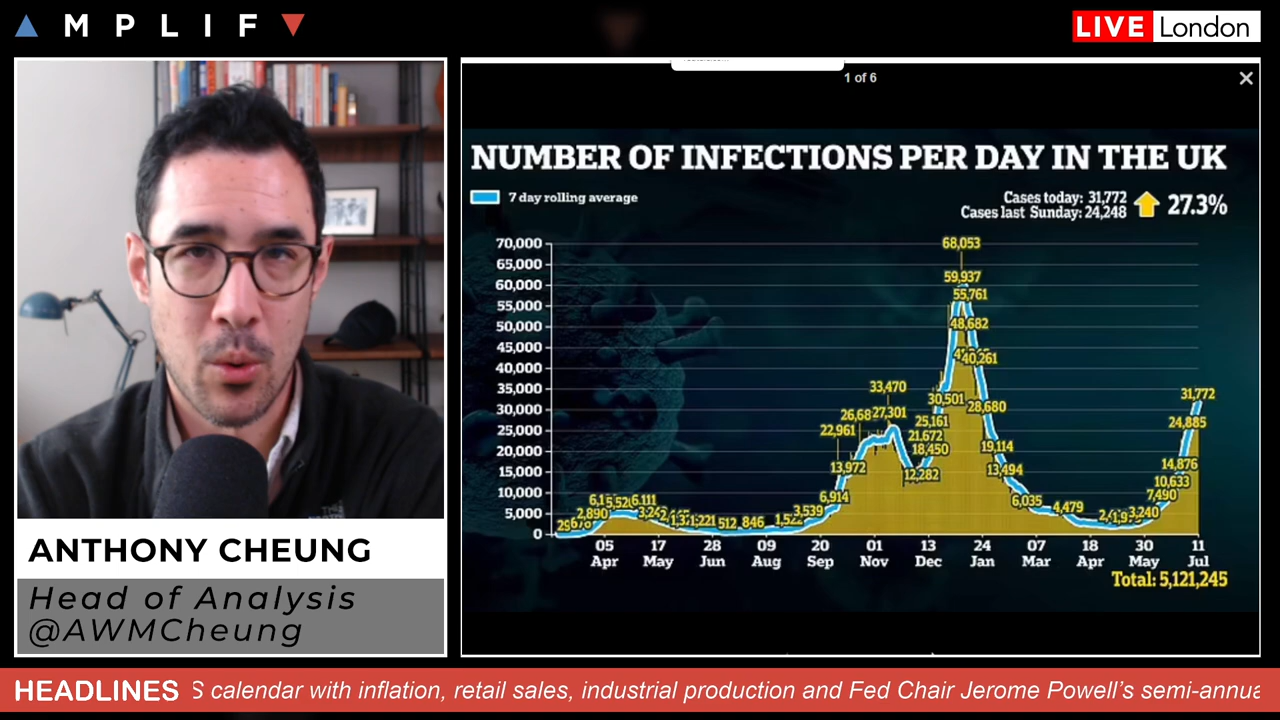 MPLIF
LIVE London
1 of 6
NUMBER OF INFECTIONS PER DAY IN THE UK
7 day rolling average
Cases today: 31,772
Cases last Sunday: 24,248
27.3%
70,000
65,000
60,000
55,000
50,000
45,000
40,000
35,000
30,000
25,000
20,000
15,000
10,000
5,000
0
2,890
6,111
512
846
3,539
6,914
22,961
13,972
33,470
27,301
12,282
18,450
21,672
25,161
30,501
68,053
59,937
55,761
48,682
40,261
28,680
19,114
13,494
6,035
4,479
3,240
7,490
10,633
14,876
24,885
31,772
05 Apr
17 May
28 Jun
09 Aug
20 Sep
01 Nov
13 Dec
24 Jan
07 Mar
18 Apr
30 May
11 Jul
Total: 5,121,245
ANTHONY CHEUNG
Head of Analysis
@AWMCheung
HEADLINES S calendar with inflation, retail sales, industrial production and Fed Chair Jerome Powell's semi-annua